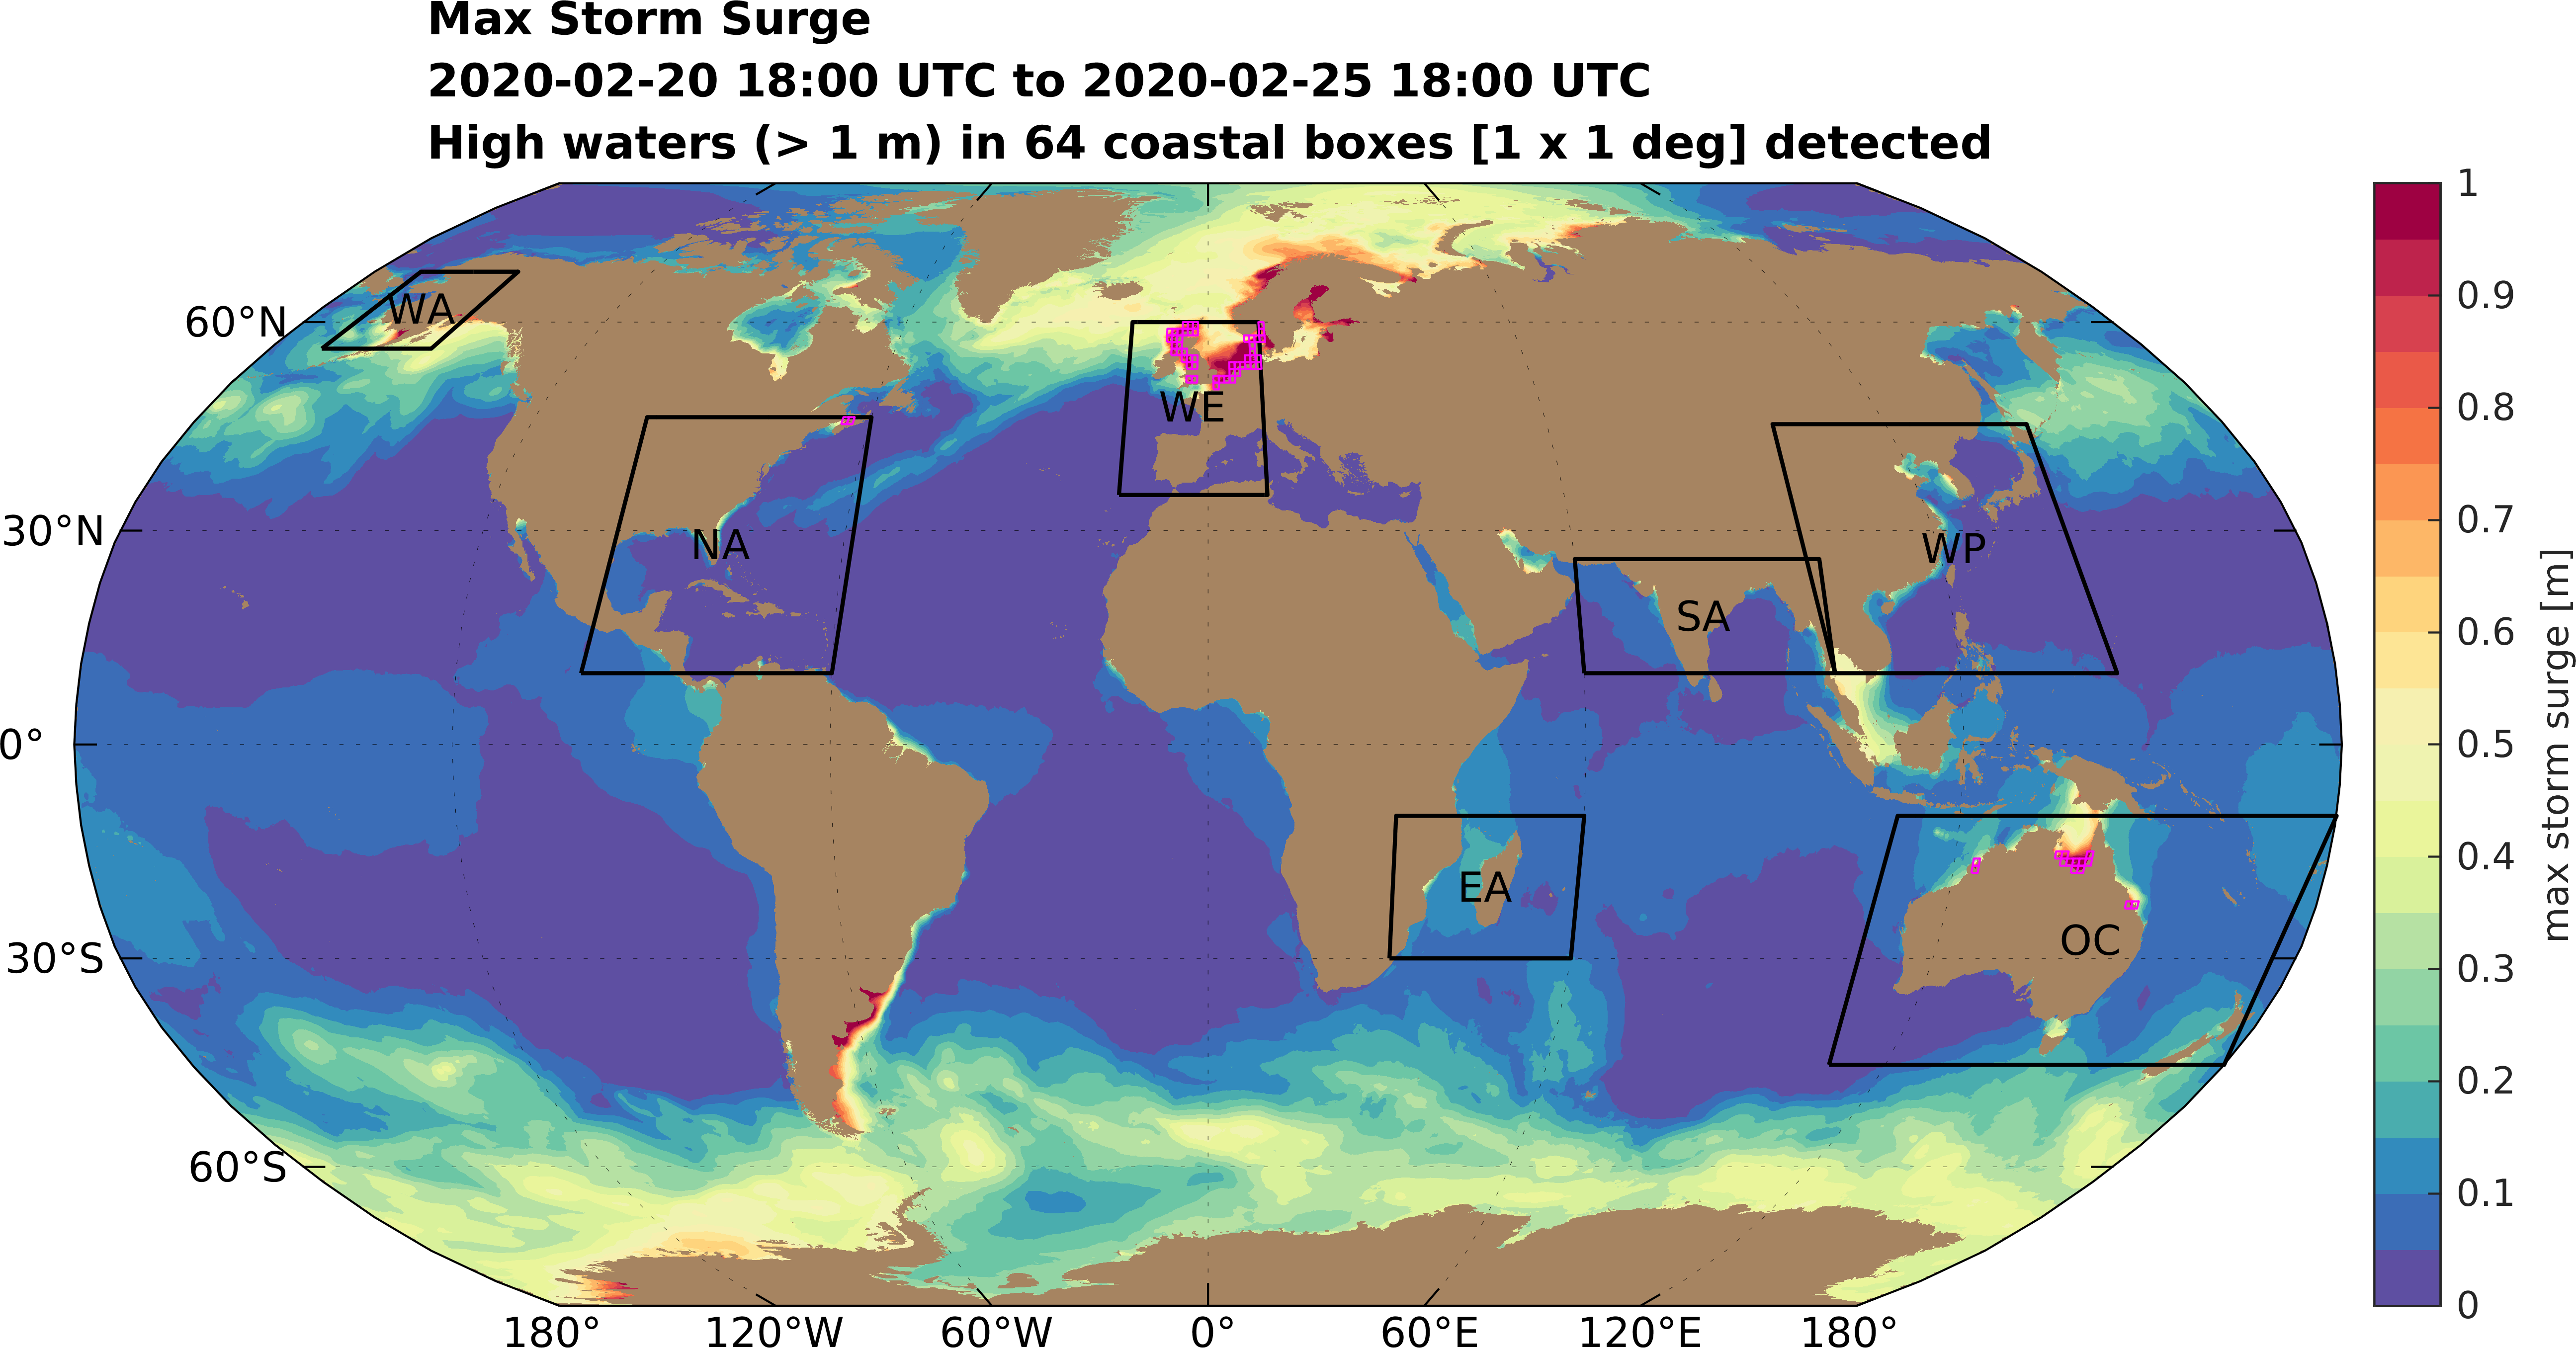 Max Storm Surge
2020-02-20 18:00 UTC to 2020-02-25 18:00 UTC
High waters (> 1 m) in 64 coastal boxes [1 x 1 deg] detected
60°N
30°N
0°
30°S
60°S
WA
NA
WE
SA
WP
EA
OC
180°
120°W
60°W
0°
60°E
120°E
180°
1
0.9
0.8
0.7
0.6
0.5
0.4
0.3
0.2
0.1
0
max storm surge [m]